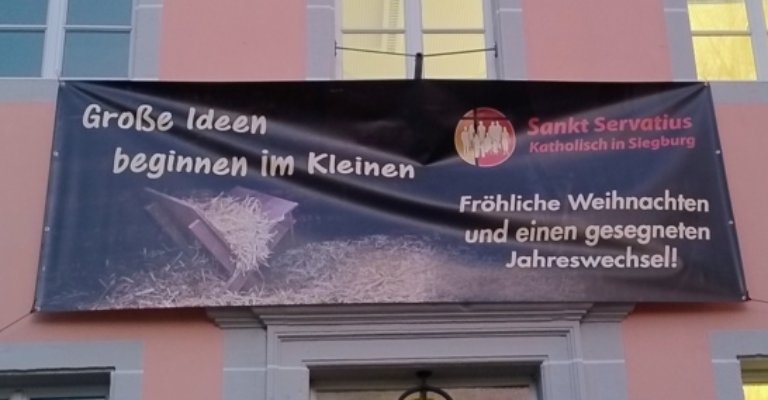 Große Ideen
beginnen im Kleinen
Sankt Servatius
Katholisch in Siegburg
Fröhliche Weihnachten
und einen gesegneten
Jahreswechsel!